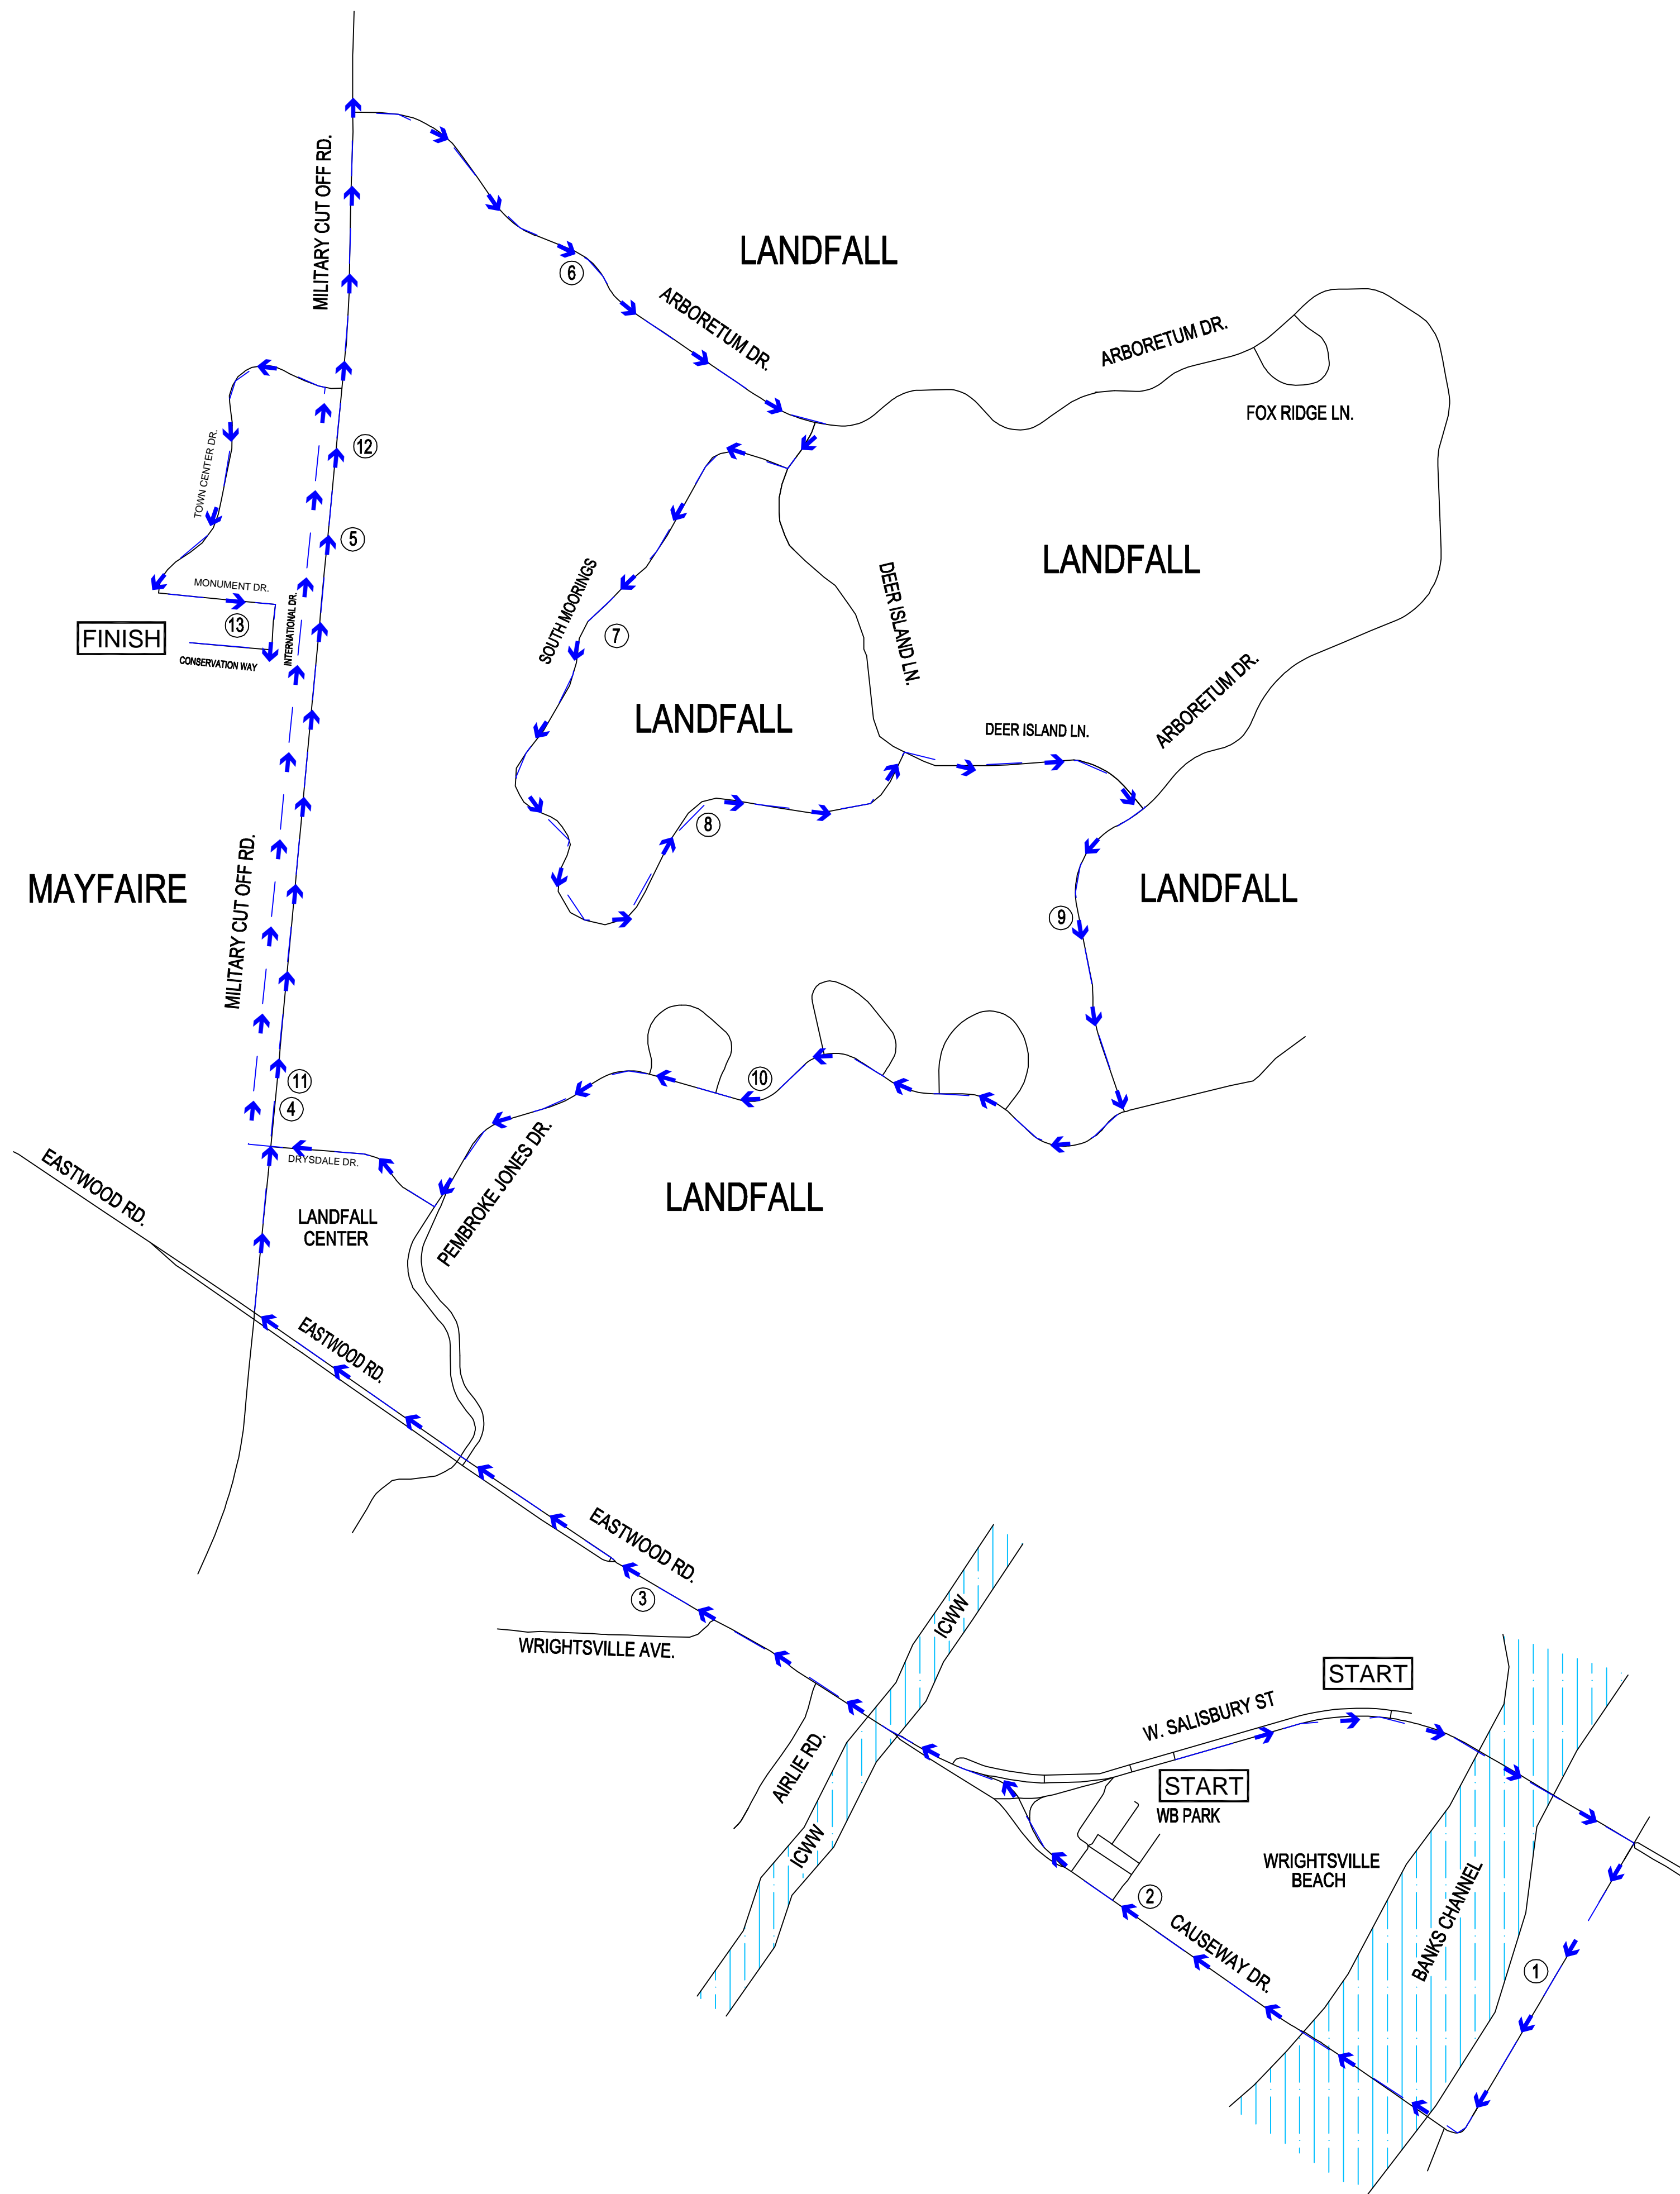 MILITARY CUT OFF RD.
LANDFALL
6
ARBORETUM DR.
ARBORETUM DR.
FOX RIDGE LN.
12
TOWN CENTER DR.
5
LANDFALL
MONUMENT DR.
13
INTERNATIONAL DR.
FINISH
CONSERVATION WAY
SOUTH MOORINGS
7
DEER ISLAND LN.
LANDFALL
DEER ISLAND LN.
ARBORETUM DR.
8
MAYFAIRE
MILITARY CUT OFF RD.
LANDFALL
9
11
4
10
DRYSDALE DR.
EASTWOOD RD.
LANDFALL
CENTER
PEMBROKE JONES DR.
LANDFALL
EASTWOOD RD.
EASTWOOD RD.
3
WRIGHTSVILLE AVE.
ICWW
AIRLIE RD.
ICWW
W. SALISBURY ST
START
START
WB PARK
WRIGHTSVILLE
BEACH
2
CAUSEWAY DR.
BANKS CHANNEL
1